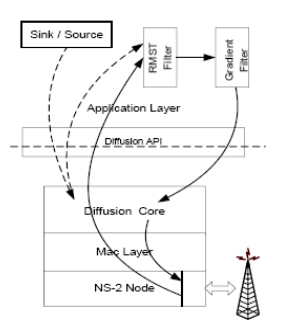 Sink / Source
RMST
Filter
Gradient
Filter
Application Layer
Diffusion API
Diffusion Core
Mac Layer
NS-2 Node